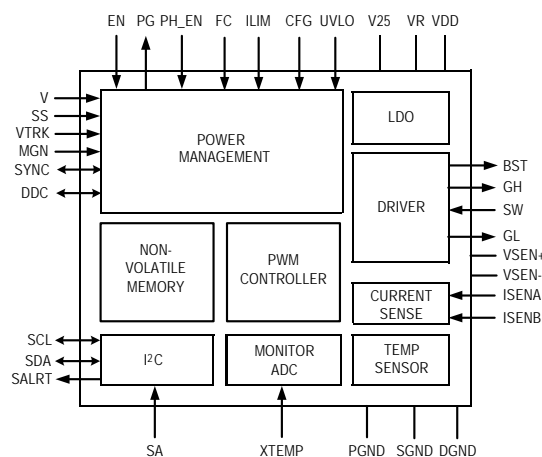 EN PG PH_EN FC ILIM CFG UVLO V25 VR VDD
V
SS
VTRK
MGN
SYNC
DDC
POWER
MANAGEMENT
LDO
DRIVER
BST
GH
SW
GL
VSEN+
VSEN-
ISENA
ISENB
NON-
VOLATILE
MEMORY
PWM
CONTROLLER
CURRENT
SENSE
SCL
SDA
SALRT
I2C
MONITOR
ADC
TEMP
SENSOR
SA XTEMP PGND SGND DGND